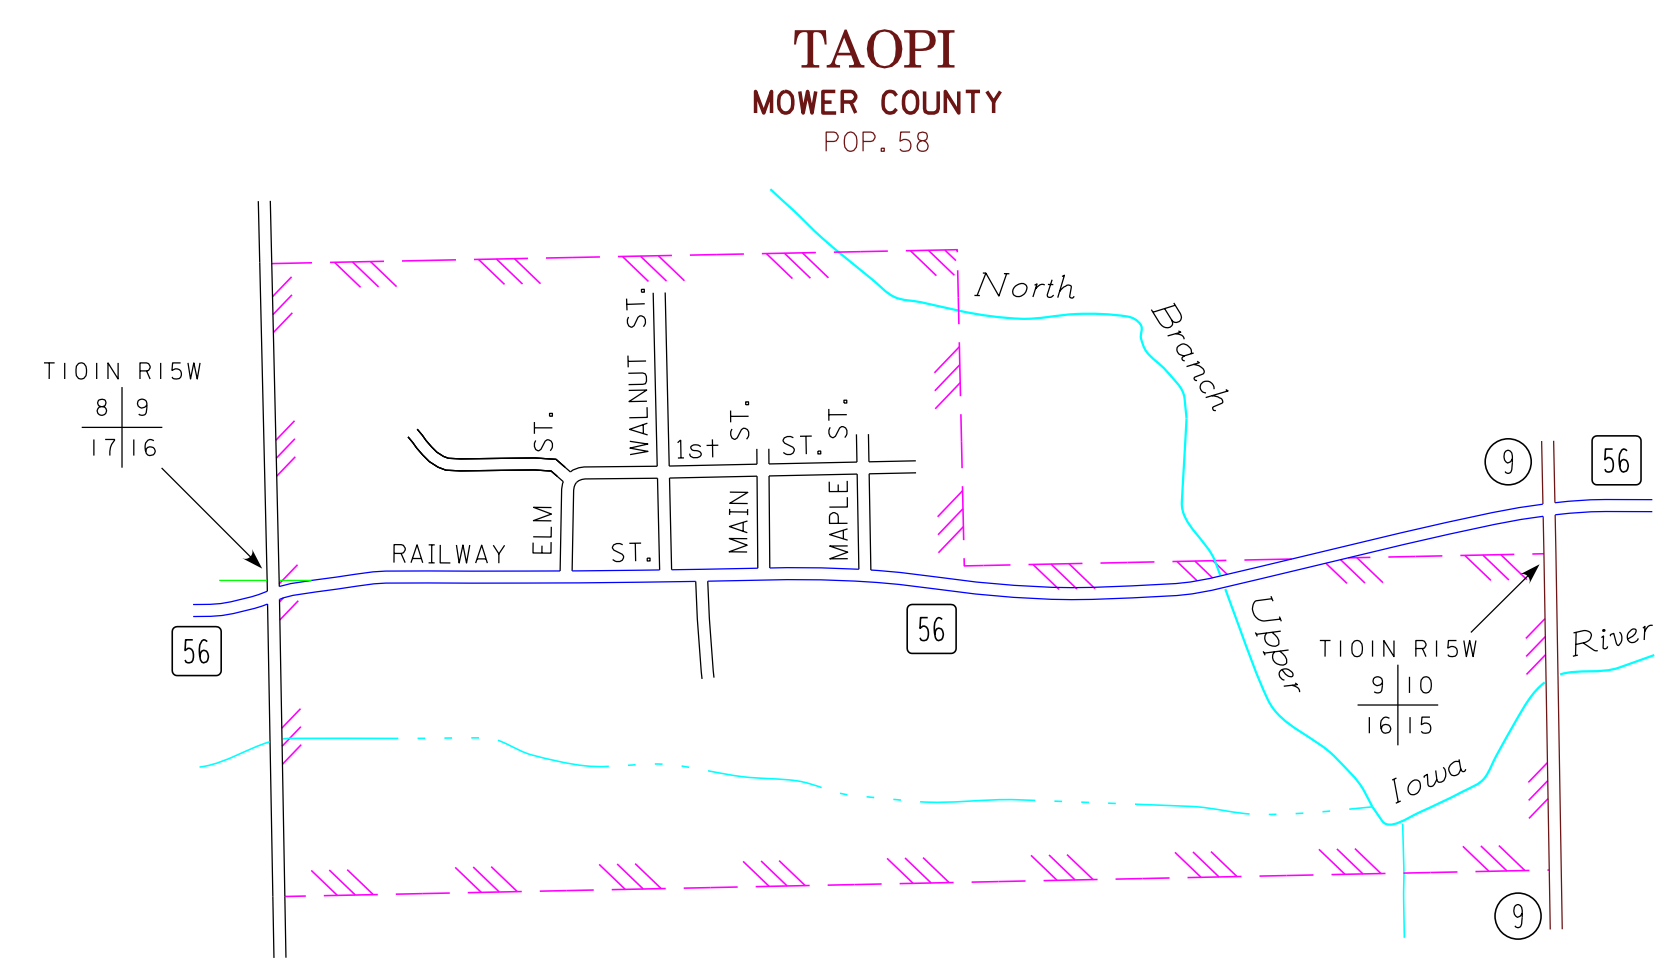 TAOPI
MOWER COUNTY
POP. 58
North
Branch
WALNUT ST.
T101N R15W
8 9
17 16
ELM ST.
1st ST.
MAIN ST.
MAPLE ST.
9
56
RAILWAY ST.
56
56
Upper
T101N R15W
9 10
16 15
River
Iowa
9